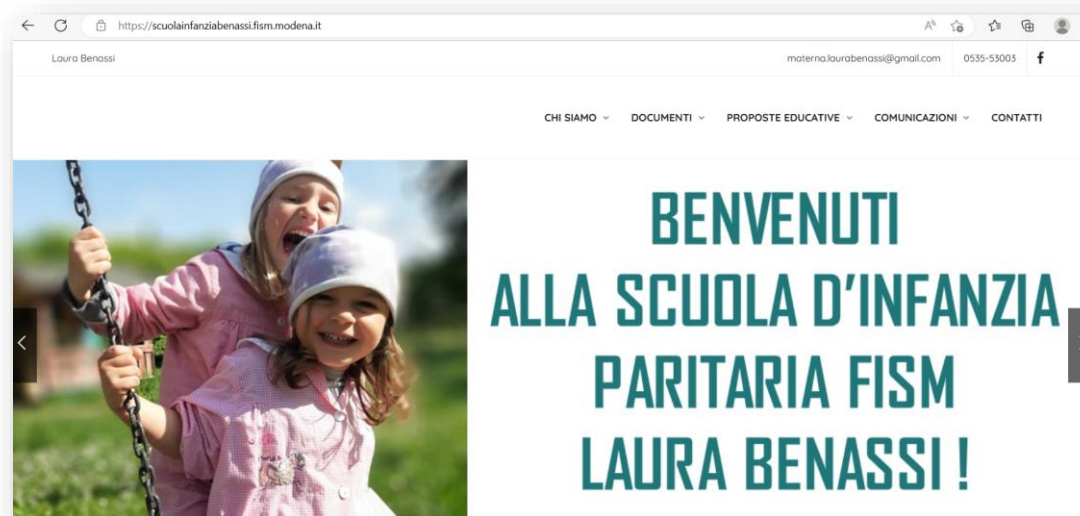 https://scuolainfanziabenassi.fism.modena.it
Laura Benassi
materna.laurabenassi@gmail.com
0535-53003
CHI SIAMO
DOCUMENTI
PROPOSTE EDUCATIVE
COMUNICAZIONI
CONTATTI
BENVENUTI
ALLA SCUOLA D'INFANZIA
PARITARIA FISM
LAURA BENASSI !